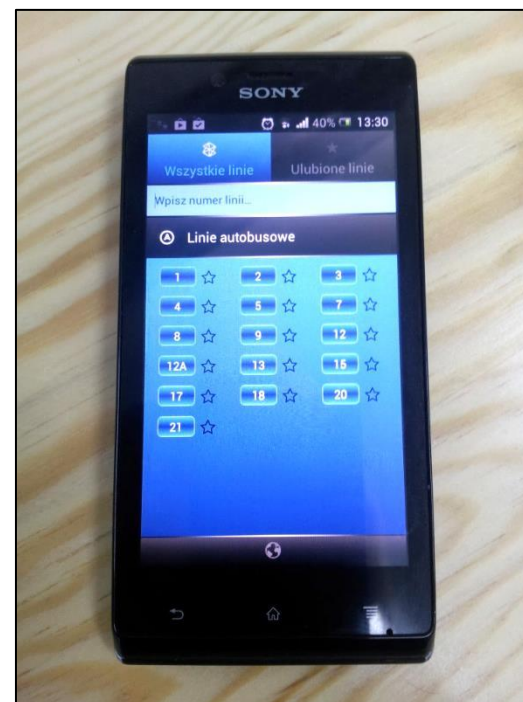 SONY
40% 13:30
Wszystkie linie Ulubione linie
Wpisz numer linii...
A Linie autobusowe
1 2 3
4 5 7
8 9 12
12A 13 15
17 18 20
21